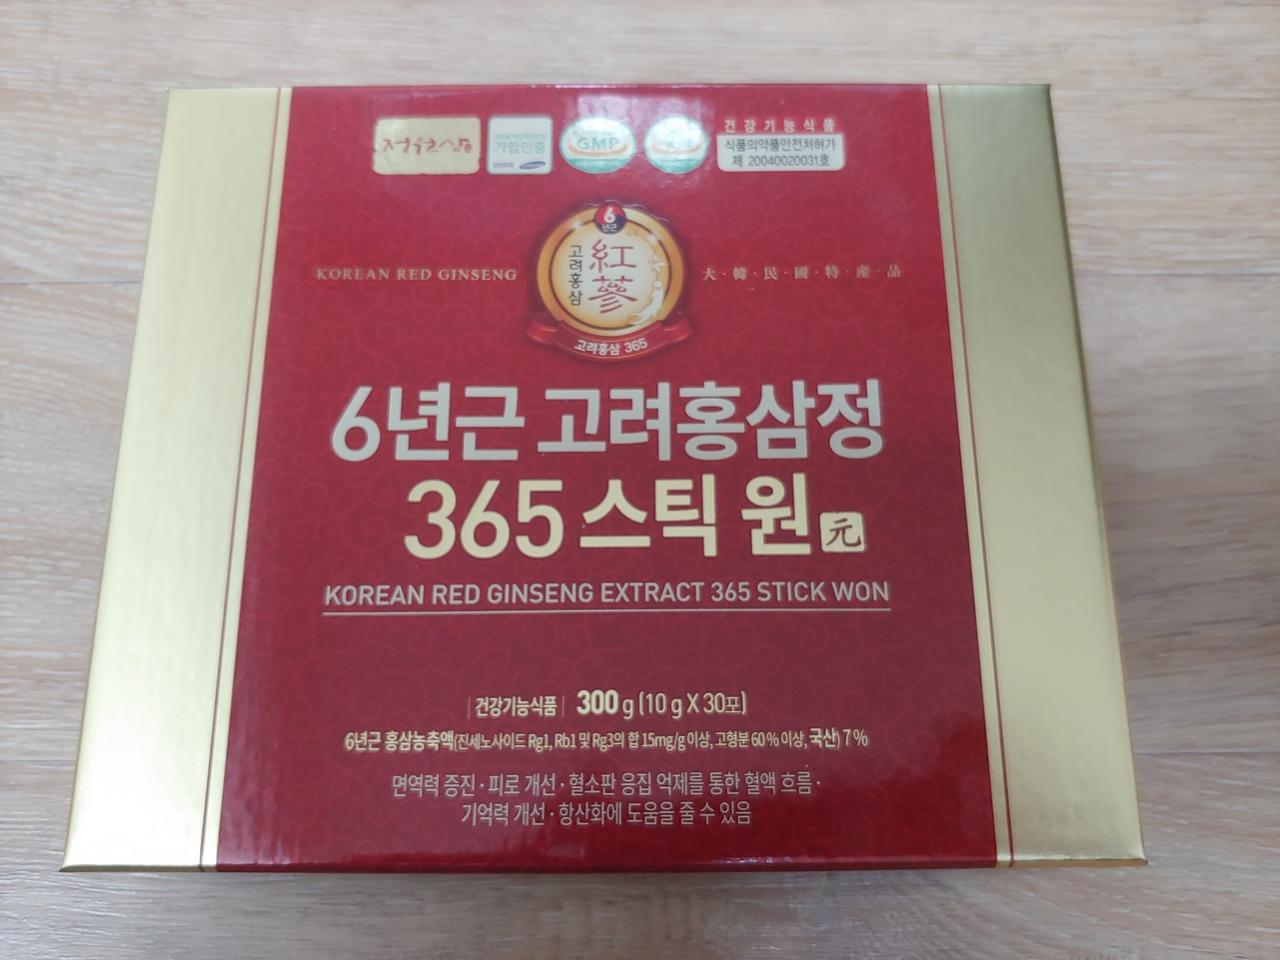 정원삼
가입인증
GMP
건강기능식품
식품의약품안전처허가
제 20040020031호
6
년근
KOREAN RED GINSENG
고려홍삼
紅蔘
大·韓·民·國·特·產·品
고려홍삼 365
6년근 고려홍삼정
365 스틱 원 元
KOREAN RED GINSENG EXTRACT 365 STICK WON
건강기능식품 300 g (10 g X 30포)
6년근 홍삼농축액(진세노사이드 Rg1, Rb1 및 Rg3의 합 15mg/g 이상, 고형분 60 % 이상, 국산) 7 %
면역력 증진·피로 개선·혈소판 응집 억제를 통한 혈액 흐름·
기억력 개선·항산화에 도움을 줄 수 있음